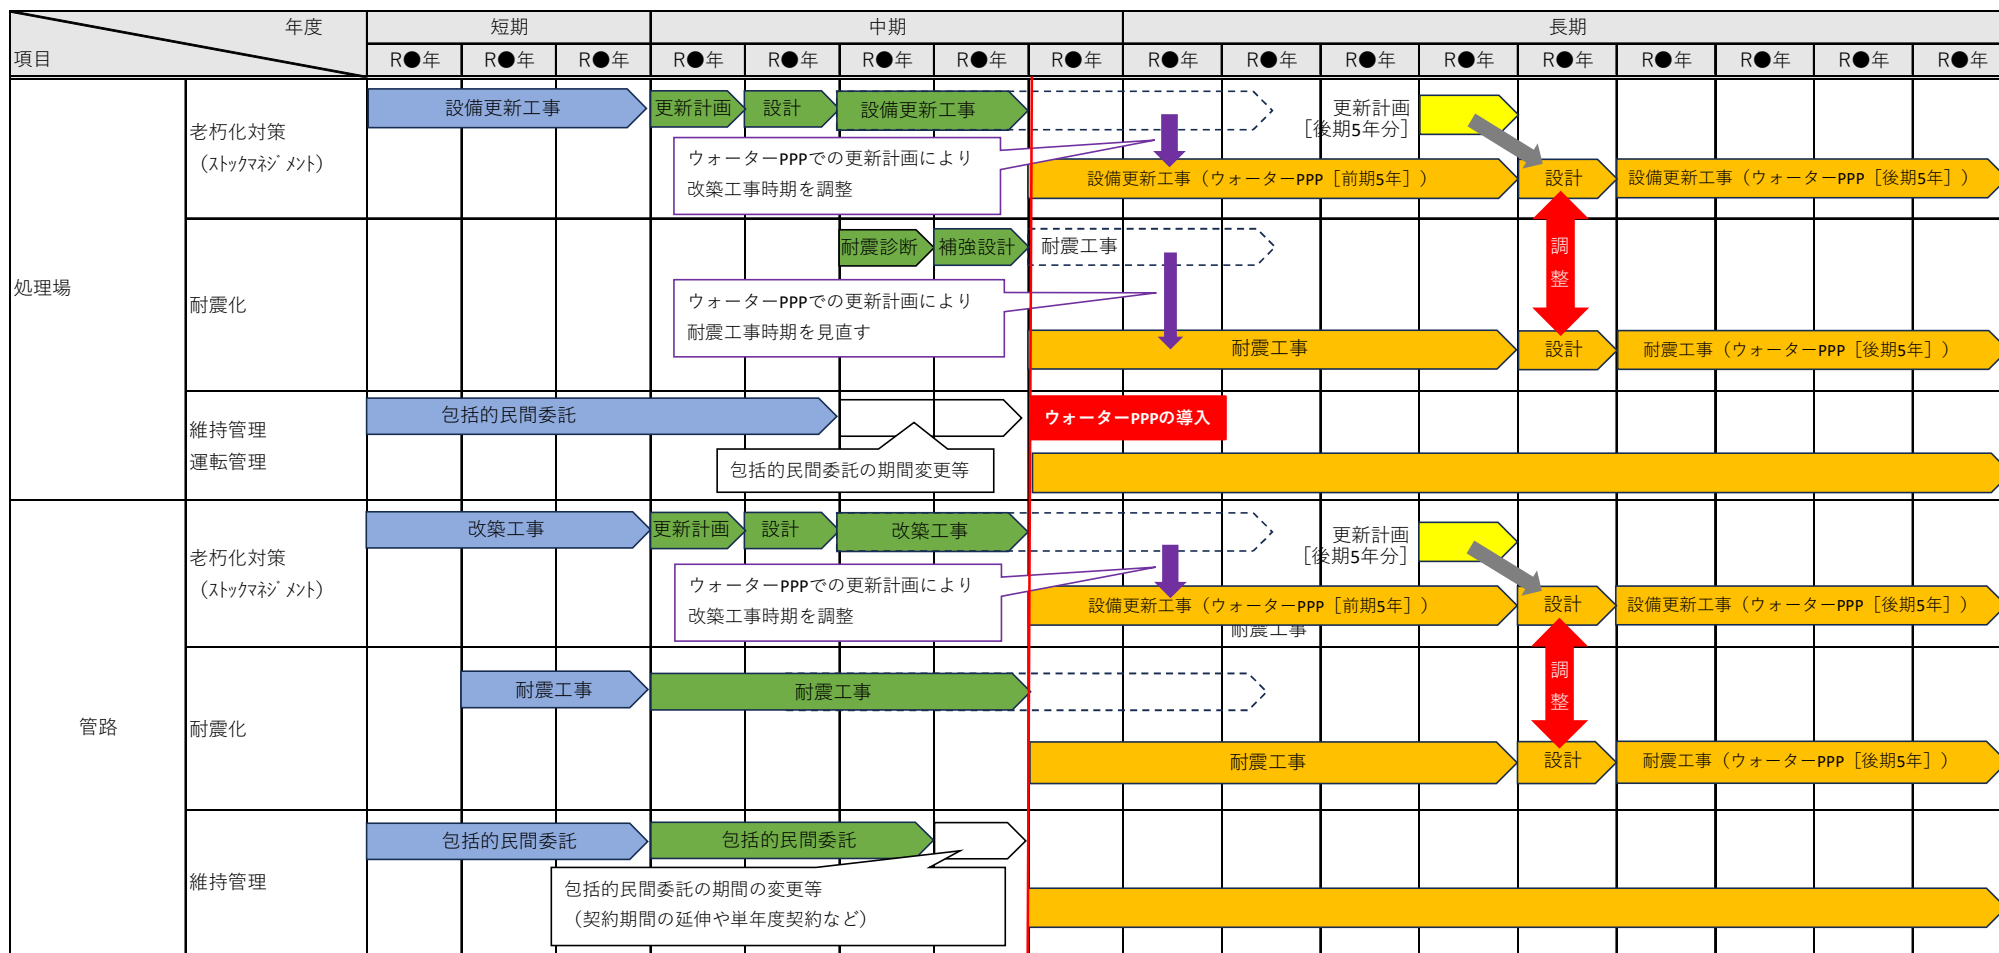 年度
項目
短期
中期
長期
R●年 R●年 R●年 R●年 R●年 R●年 R●年 R●年 R●年 R●年 R●年 R●年 R●年 R●年 R●年 R●年 R●年
処理場
老朽化対策
（ストックマネジメント）
設備更新工事
更新計画
設計
設備更新工事
更新計画
［後期5年分］
ウォーターPPPでの更新計画により
改築工事時期を調整
設備更新工事（ウォーターPPP［前期5年］）
設計
設備更新工事（ウォーターPPP［後期5年］）
調
整
耐震化
耐震診断
補強設計
耐震工事
ウォーターPPPでの更新計画により
耐震工事時期を見直す
耐震工事
設計
耐震工事（ウォーターPPP［後期5年］）
維持管理
運転管理
包括的民間委託
包括的民間委託の期間変更等
ウォーターPPPの導入
管路
老朽化対策
（ストックマネジメント）
改築工事
更新計画
設計
改築工事
更新計画
［後期5年分］
ウォーターPPPでの更新計画により
改築工事時期を調整
設備更新工事（ウォーターPPP［前期5年］）
設計
設備更新工事（ウォーターPPP［後期5年］）
耐震工事
調
整
耐震化
耐震工事
耐震工事
耐震工事
設計
耐震工事（ウォーターPPP［後期5年］）
維持管理
包括的民間委託
包括的民間委託
包括的民間委託の期間の変更等
（契約期間の延伸や単年度契約など）